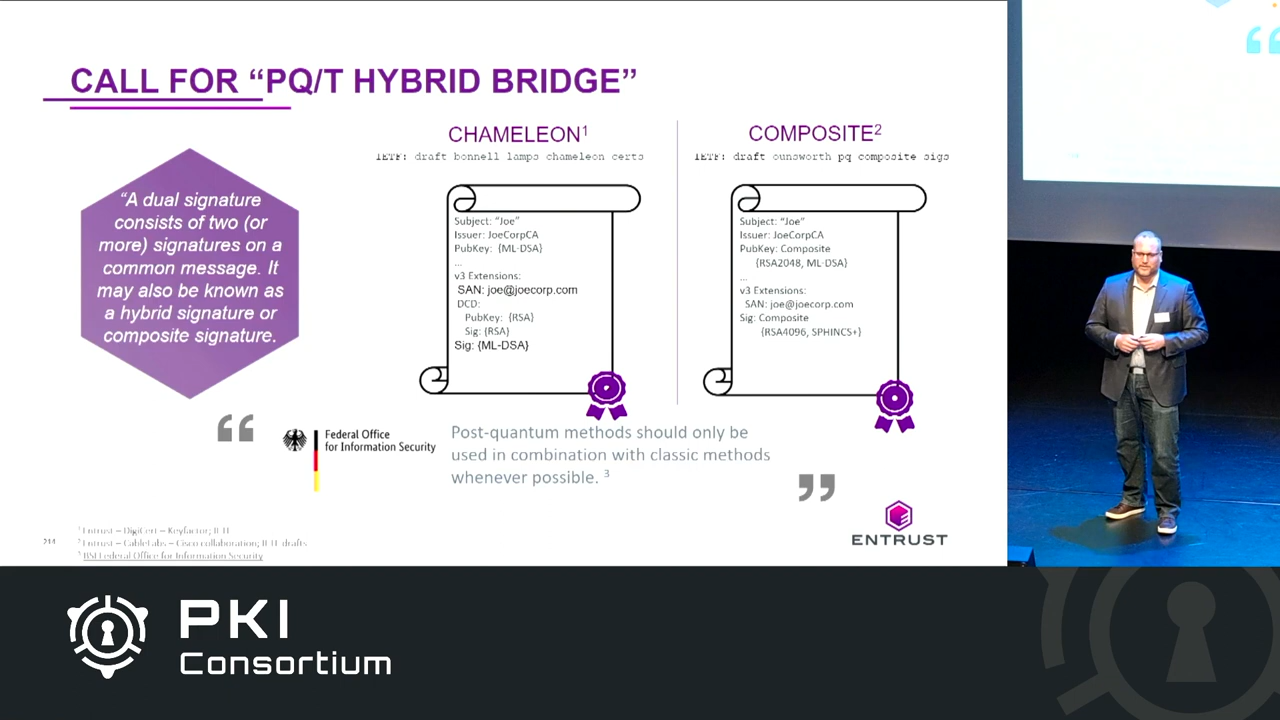 CALL FOR “PQ/T HYBRID BRIDGE”
“A dual signature
consists of two (or
more) signatures on a
common message. It
may also be known as
a hybrid signature or
composite signature.
CHAMELEON1
IETF: draft bonnell lamps chameleon certs
Subject: “Joe”
Issuer: JoeCorpCA
PubKey: {ML-DSA}
...
v3 Extensions:
SAN: joe@joecorp.com
DCD:
PubKey: {RSA}
Sig: {RSA}
Sig: {ML-DSA}
COMPOSITE2
IETF: draft ounsworth pq composite sigs
Subject: “Joe”
Issuer: JoeCorpCA
PubKey: Composite
{RSA2048, ML-DSA}
...
v3 Extensions:
SAN: joe@joecorp.com
Sig: Composite
{RSA4096, SPHINCS+}
“
Federal Office
for Information Security
Post-quantum methods should only be
used in combination with classic methods
whenever possible. 3
”
1 Entrust – DigiCert – Keyfactor; IETF
2 Entrust – CableLabs – Cisco collaboration; IETF drafts
3 BSI Federal Office for Information Security
ENTRUST
PKI
Consortium